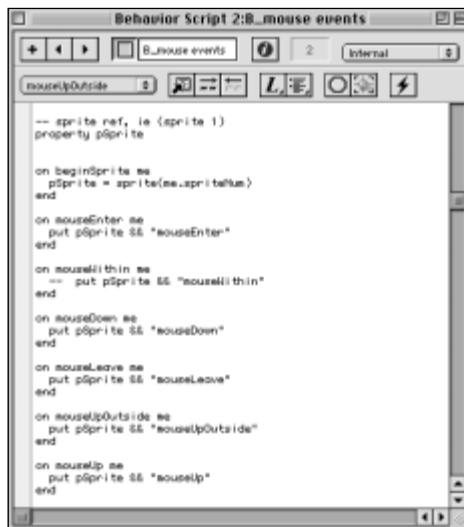 Behavior Script 2:B_mouse events
B_mouse events
2
Internal
mouseUpOutside
L
-- sprite ref, ie (sprite 1)
property pSprite
on beginSprite me
pSprite = sprite(me.spriteNum)
end
on mouseEnter me
put pSprite && "mouseEnter"
end
on mouseWithin me
-- put pSprite && "mouseWithin"
end
on mouseDown me
put pSprite && "mouseDown"
end
on mouseLeave me
put pSprite && "mouseLeave"
end
on mouseUpOutside me
put pSprite && "mouseUpOutside"
end
on mouseUp me
put pSprite && "mouseUp"
end